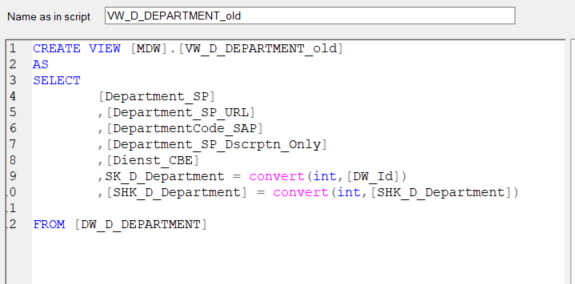 Name as in script VW_D_DEPARTMENT_old
1 CREATE VIEW [MDW].[VW_D_DEPARTMENT_old]
2 AS
3 SELECT
4 [Department_SP]
5 ,[Department_SP_URL]
6 ,[DepartmentCode_SAP]
7 ,[Department_SP_Dscrptn_Only]
8 ,[Dienst_CBE]
9 ,SK_D_Department = convert(int,[DW_Id])
.0 ,[SHK_D_Department] = convert(int,[SHK_D_Department])
.1
.2 FROM [DW_D_DEPARTMENT]